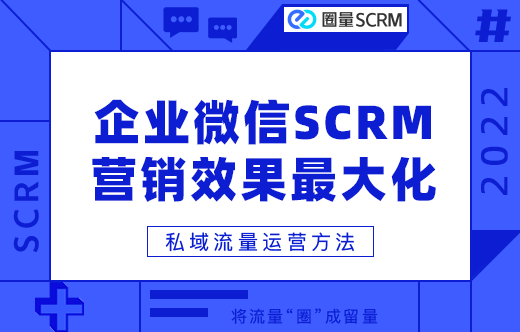 圈量SCRM
#
企业微信SCRM
营销效果最大化
私域流量运营方法
SCRM
2022
将流量“圈”成留量